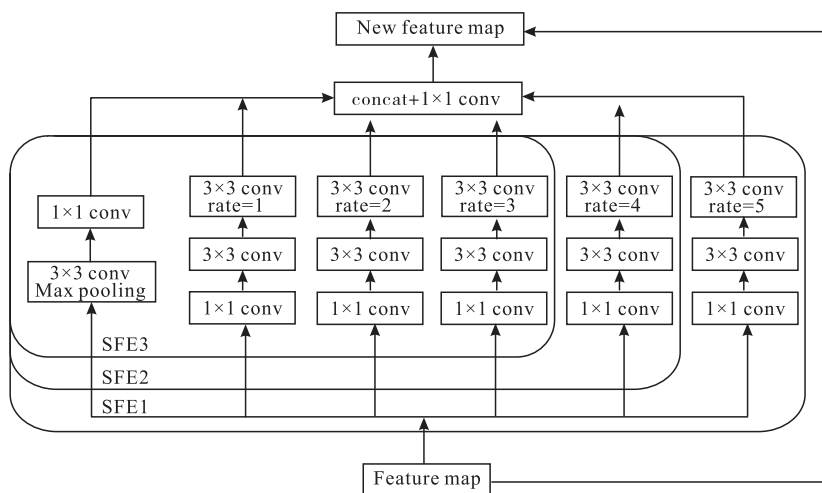 New feature map
concat+1×1 conv
3×3 conv
rate=1
3×3 conv
rate=2
3×3 conv
rate=3
3×3 conv
rate=4
3×3 conv
rate=5
1×1 conv
3×3 conv
3×3 conv
3×3 conv
3×3 conv
3×3 conv
3×3 conv
Max pooling
1×1 conv
1×1 conv
1×1 conv
1×1 conv
1×1 conv
SFE3
SFE2
SFE1
Feature map